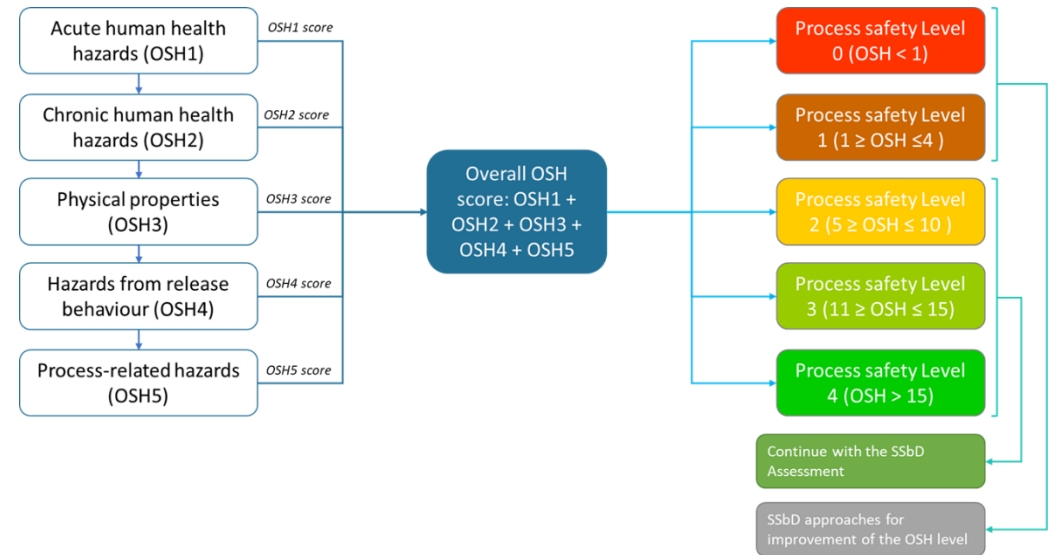 Acute human health
hazards (OSH1)
OSH1 score
Chronic human health
hazards (OSH2)
OSH2 score
Physical properties
(OSH3)
OSH3 score
Hazards from release
behaviour (OSH4)
OSH4 score
Process-related hazards
(OSH5)
OSH5 score
Overall OSH
score: OSH1 +
OSH2 + OSH3 +
OSH4 + OSH5
Process safety Level
0 (OSH < 1)
Process safety Level
1 (1 ≥ OSH ≤4 )
Process safety Level
2 (5 ≥ OSH ≤ 10 )
Process safety Level
3 (11 ≥ OSH ≤ 15)
Process safety Level
4 (OSH > 15)
Continue with the SSbD
Assessment
SSbD approaches for
improvement of the OSH level